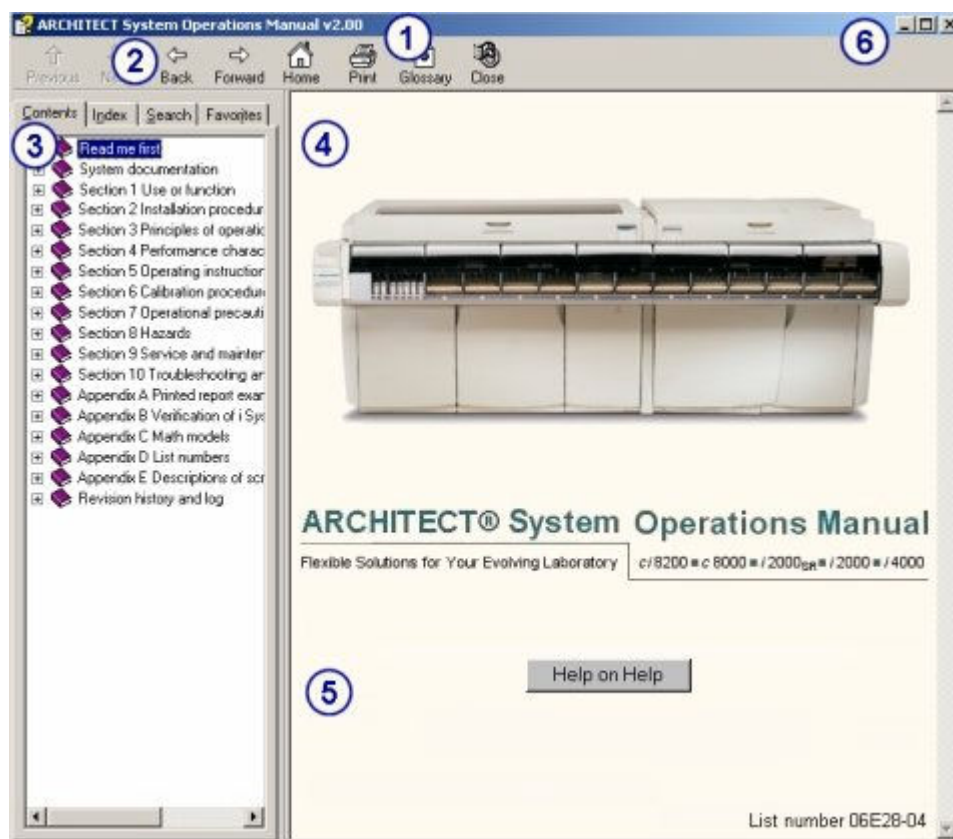 ARCHITECT System Operations Manual v2.00
1
6
2
Previous
Back
Forward
Home
Print
Glossary
Close
Contents
Index
Search
Favorites
3
Read me first
System documentation
Section 1 Use or function
Section 2 Installation procedur
Section 3 Principles of operatic
Section 4 Performance charac
Section 5 Operating instruction
Section 6 Calibration procedure
Section 7 Operational precauti
Section 8 Hazards
Section 9 Service and mainter
Section 10 Troubleshooting ar
Appendix A Printed report exar
Appendix B Verification of i Sys
Appendix C Math models
Appendix D List numbers
Appendix E Descriptions of scr
Revision history and log
4
ARCHITECT® System Operations Manual
Flexible Solutions for Your Evolving Laboratory
ci8200 ■ c8000 ■ i2000SR ■ i2000 ■ i4000
5
Help on Help
List number 06E28-04